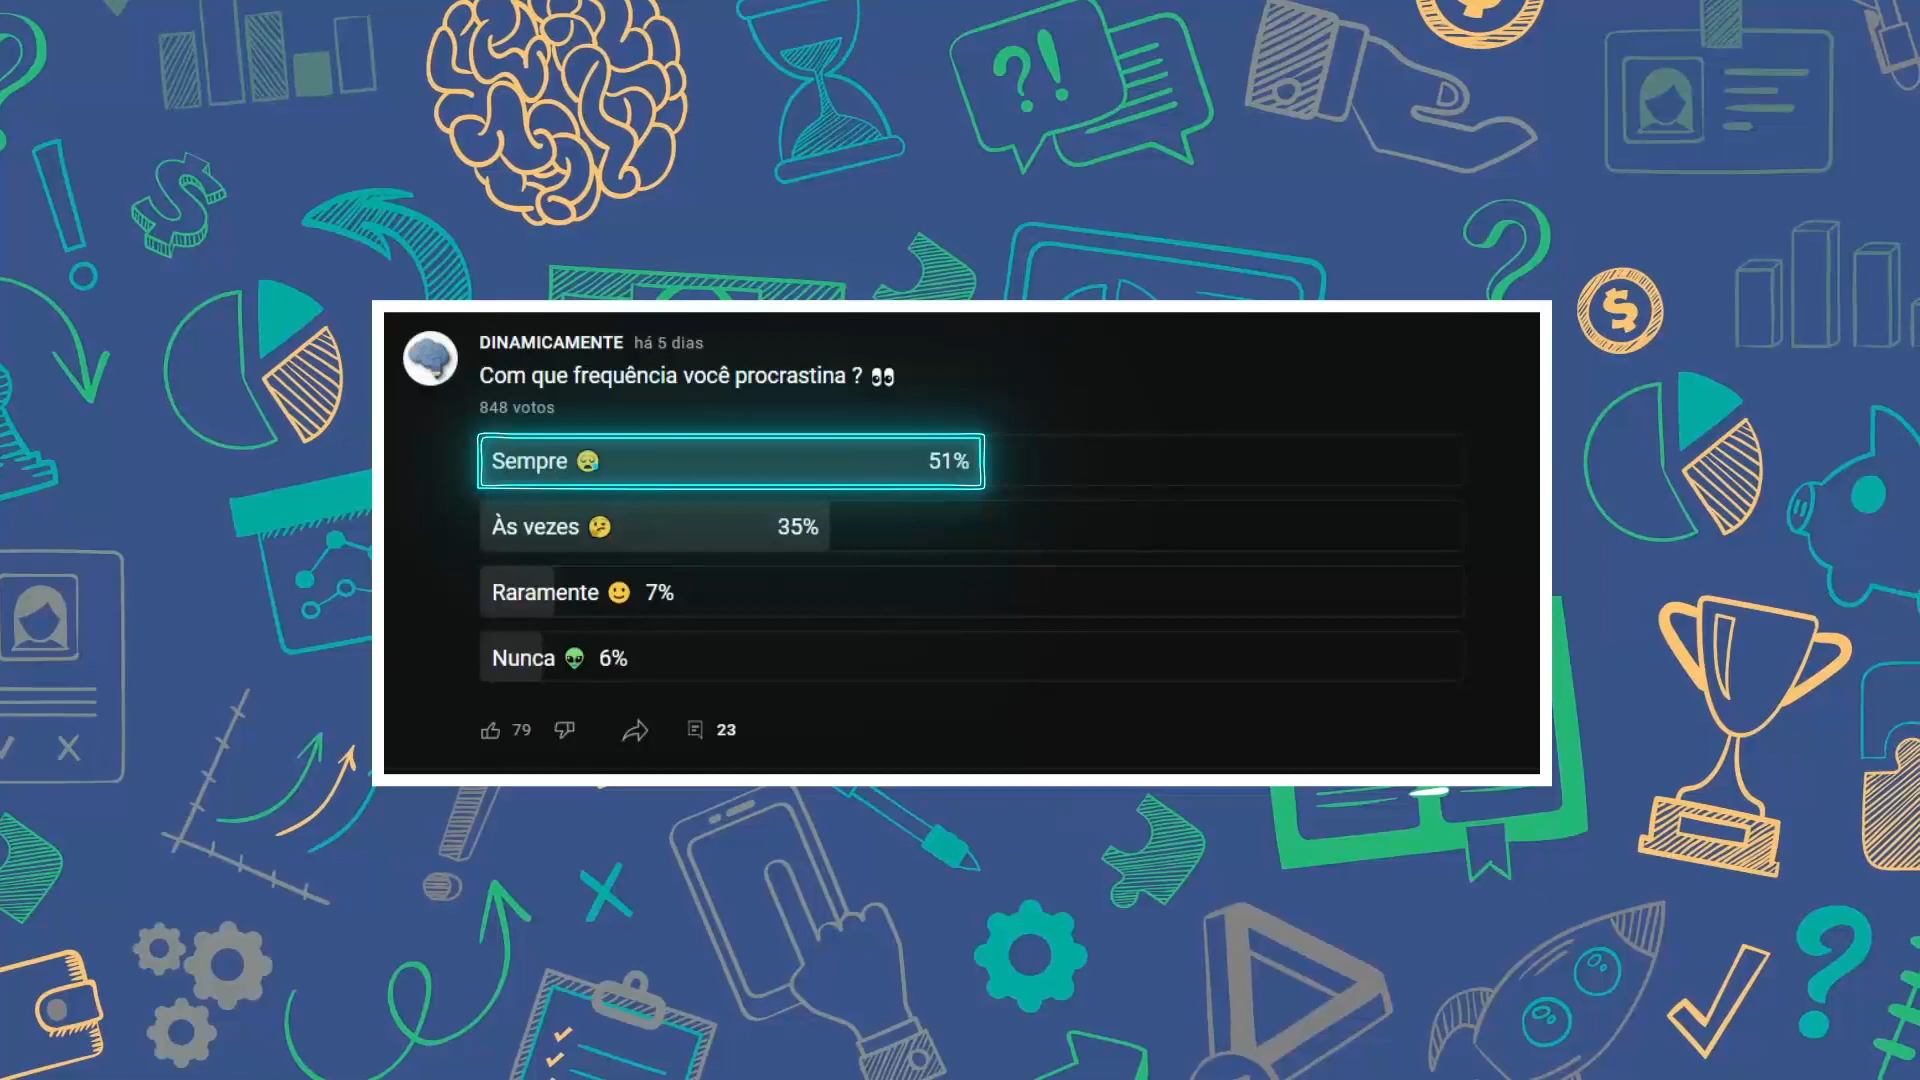 DINAMICAMENTE há 5 dias
Com que frequência você procrastina ? 👀
848 votos
Sempre 😪 51%
Às vezes 🤔 35%
Raramente 🙂 7%
Nunca 👽 6%
79 23